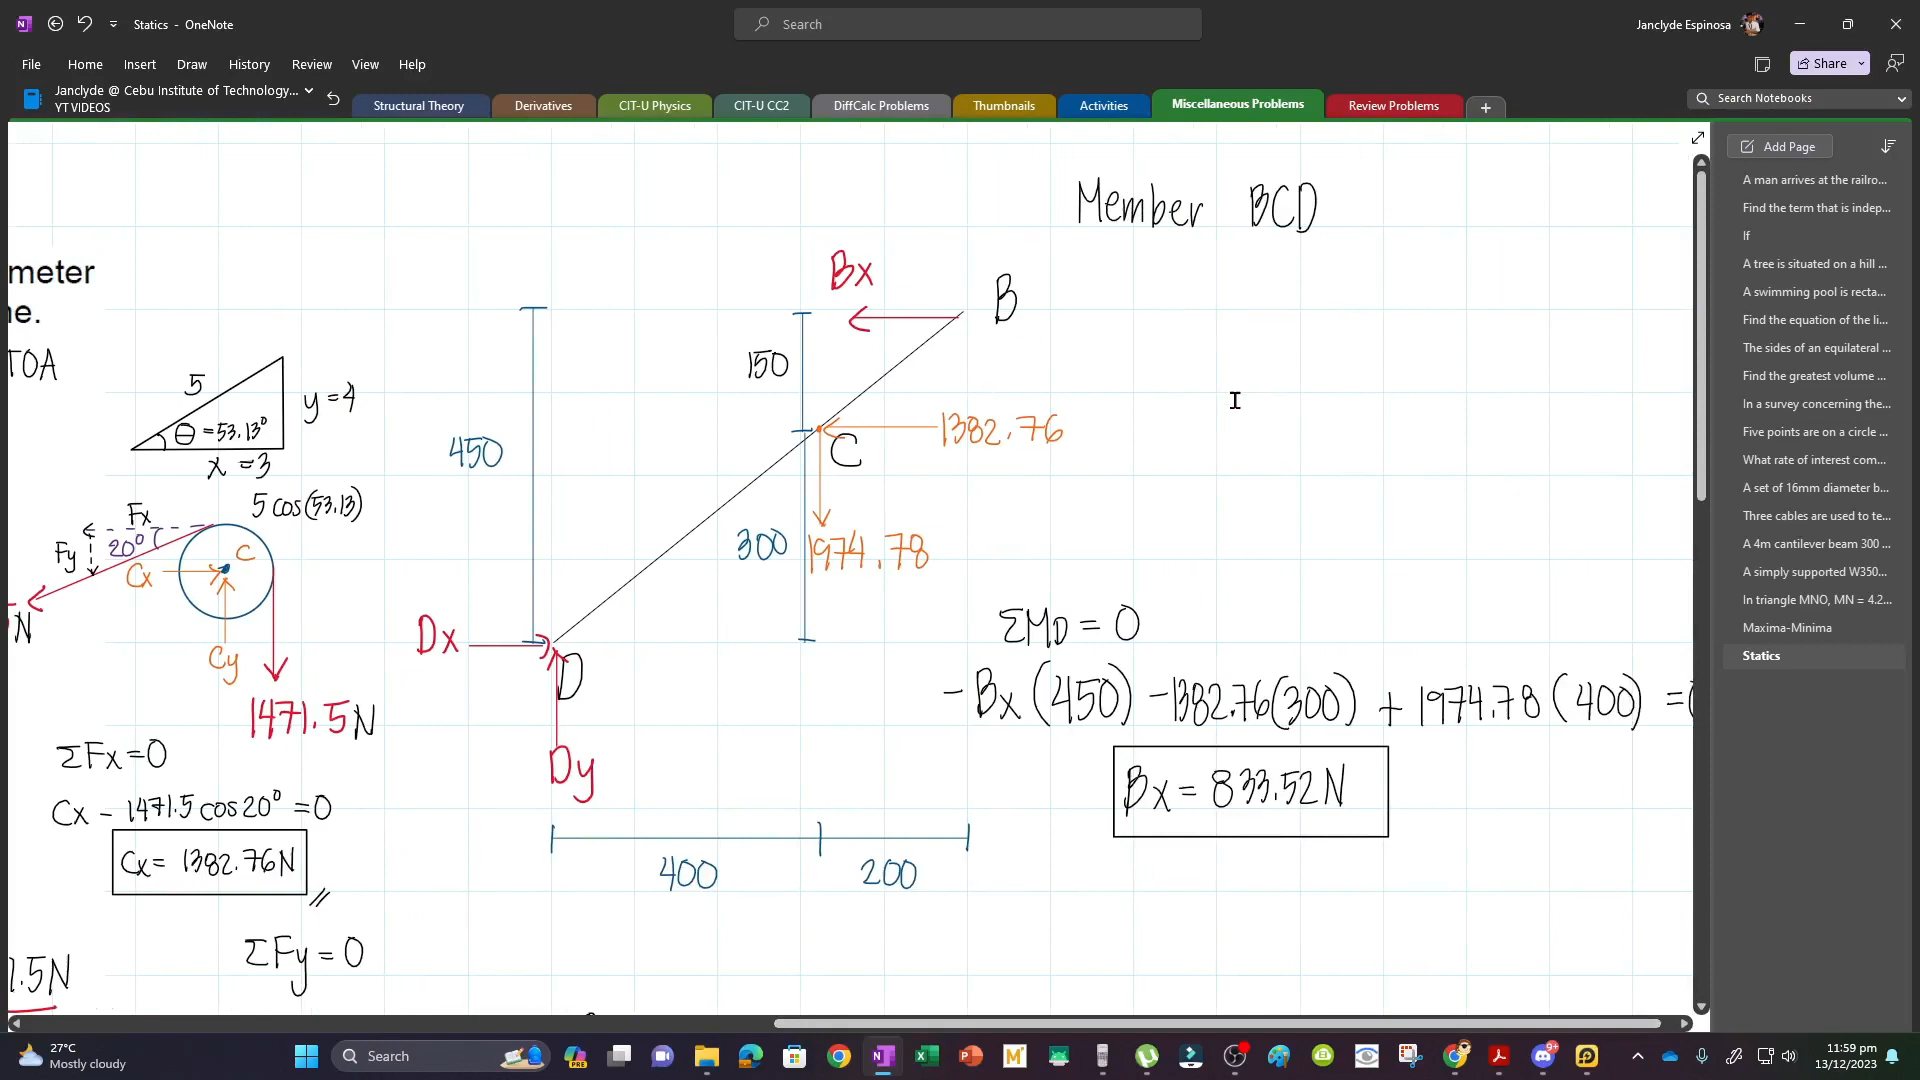 Statics - OneNote
Search
Janclyde Espinosa
File Home Insert Draw History Review View Help
Share
Janclyde @ Cebu Institute of Technology...
YT VIDEOS
Structural Theory Derivatives CIT-U Physics CIT-U CC2 DiffCalc Problems Thumbnails Activities Miscellaneous Problems Review Problems +
Search Notebooks
Add Page
A man arrives at the railro...
Find the term that is indep...
If
A tree is situated on a hill ...
A swimming pool is recta...
Find the equation of the li...
The sides of an equilateral ...
Find the greatest volume ...
In a survey concerning the...
Five points are on a circle ...
What rate of interest com...
A set of 16mm diameter b...
Three cables are used to te...
A 4m cantilever beam 300 ...
A simply supported W350...
In triangle MNO, MN = 4.2...
Maxima-Minima
Statics
Member BCD
meter
ne.
TOA
5
y = 4
θ = 53.13°
x = 3
5 cos(53.13)
Fx
Fy
20°
C
Cx
N
Cy
1471.5N
ΣFx=0
Cx - 1471.5 cos20° = 0
Cx = 1382.76N
ΣFy = 0
1.5N
Bx
B
150
450
1382.76
C
300
1974.78
Dx
D
Dy
400
200
ΣMD = 0
- Bx (450) -1382.76(300) + 1974.78 (400) =0
Bx = 833.52N
27°C
Mostly cloudy
Search
PRE
9+
11:59 pm
13/12/2023